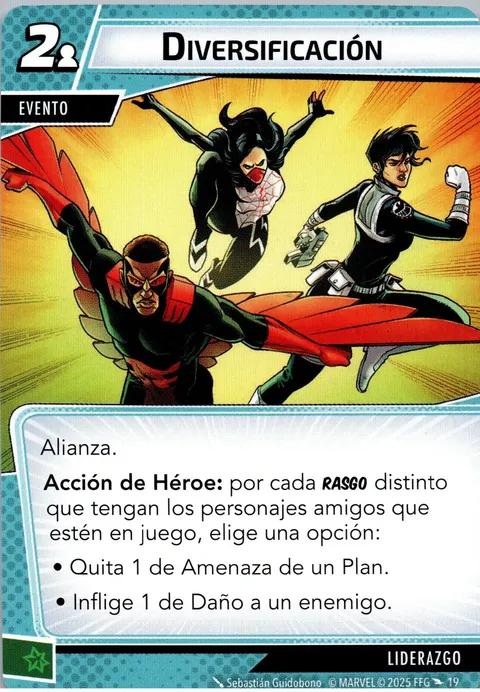 2
DIVERSIFICACIÓN
EVENTO
Alianza.
Acción de Héroe: por cada RASGO distinto
que tengan los personajes amigos que
estén en juego, elige una opción:
• Quita 1 de Amenaza de un Plan.
• Inflige 1 de Daño a un enemigo.
LIDERAZGO
Sebastián Guidobono © MARVEL © 2025 FFG 19